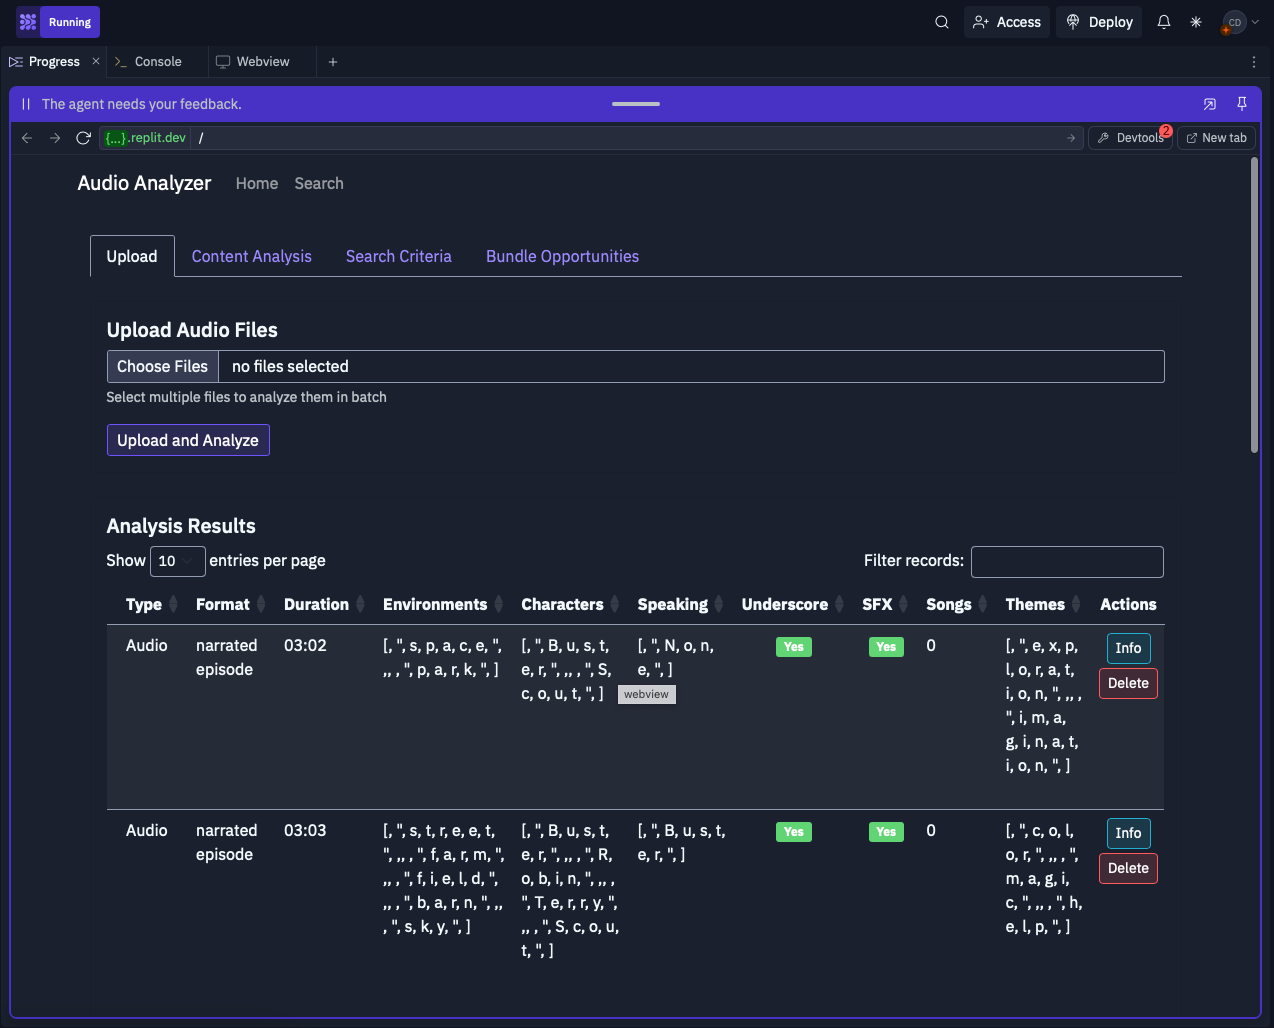 Running
Access
Deploy
CD
Progress
Console
Webview
The agent needs your feedback.
{...}.replit.dev /
Devtools 2
New tab
Audio Analyzer Home Search
Upload Content Analysis Search Criteria Bundle Opportunities
Upload Audio Files
Choose Files no files selected
Select multiple files to analyze them in batch
Upload and Analyze
Analysis Results
Show 10 entries per page
Filter records:
Type Format Duration Environments Characters Speaking Underscore SFX Songs Themes Actions
Audio
narrated
episode
03:02
[, ", s, p, a, c, e, ",
,, , ", p, a, r, k, ", ]
[, ", B, u, s, t,
e, r, ", ,, , ", S,
c, o, u, t, ", ]
[, ", N, o, n,
e, ", ]
webview
Yes
Yes
0
[, ", e, x, p,
l, o, r, a, t,
i, o, n, ", ,, ,
", i, m, a,
g, i, n, a, t,
i, o, n, ", ]
Info
Delete
Audio
narrated
episode
03:03
[, ", s, t, r, e, e, t,
", ,, , ", f, a, r, m, ",
,, , ", f, i, e, l, d, ",
,, , ", b, a, r, n, ", ,,
, ", s, k, y, ", ]
[, ", B, u, s, t,
e, r, ", ,, , ", R,
o, b, i, n, ", ,, ,
", T, e, r, r, y, ",
,, , ", S, c, o, u,
t, ", ]
[, ", B, u, s, t,
e, r, ", ]
Yes
Yes
0
[, ", c, o, l,
o, r, ", ,, , ",
m, a, g, i,
c, ", ,, , ", h,
e, l, p, ", ]
Info
Delete